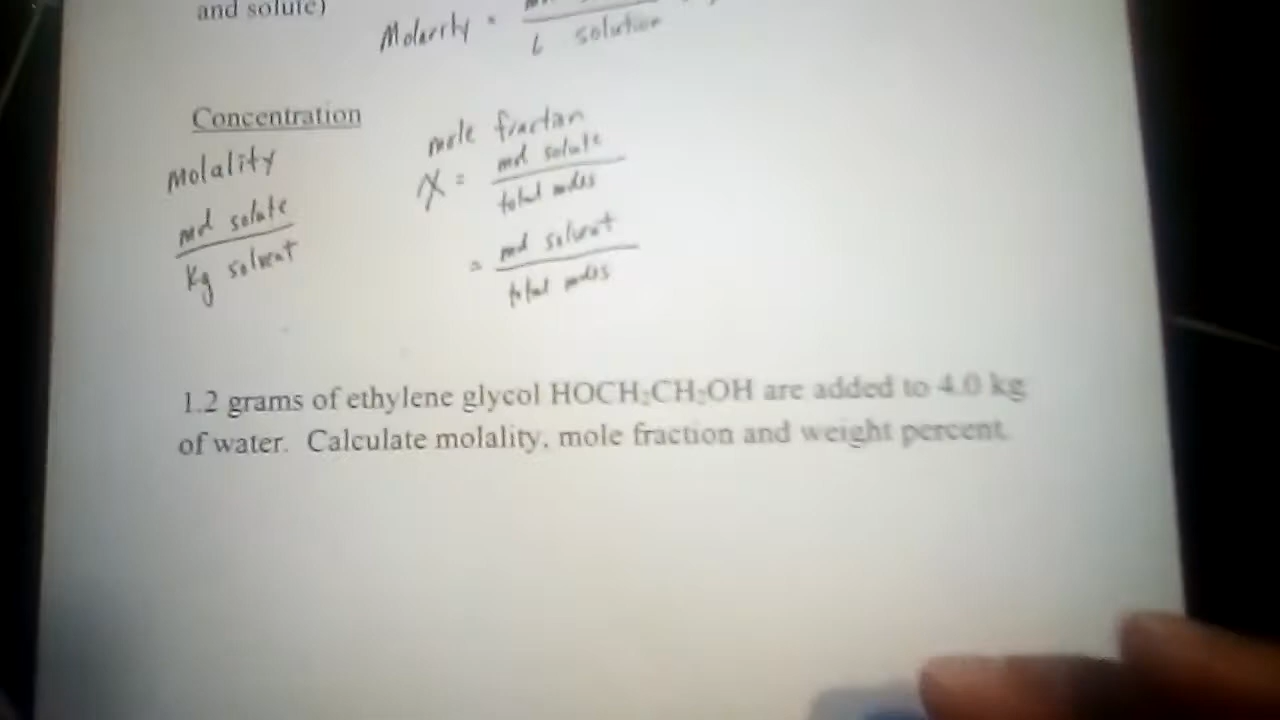 and solute)
Molarity =
L solution
Concentration
Molality
mol solute
Kg solvent
mole fraction
X = mol solute
total moles
= mol solvent
total moles
1.2 grams of ethylene glycol HOCH₂CH₂OH are added to 4.0 kg
of water. Calculate molality, mole fraction and weight percent.